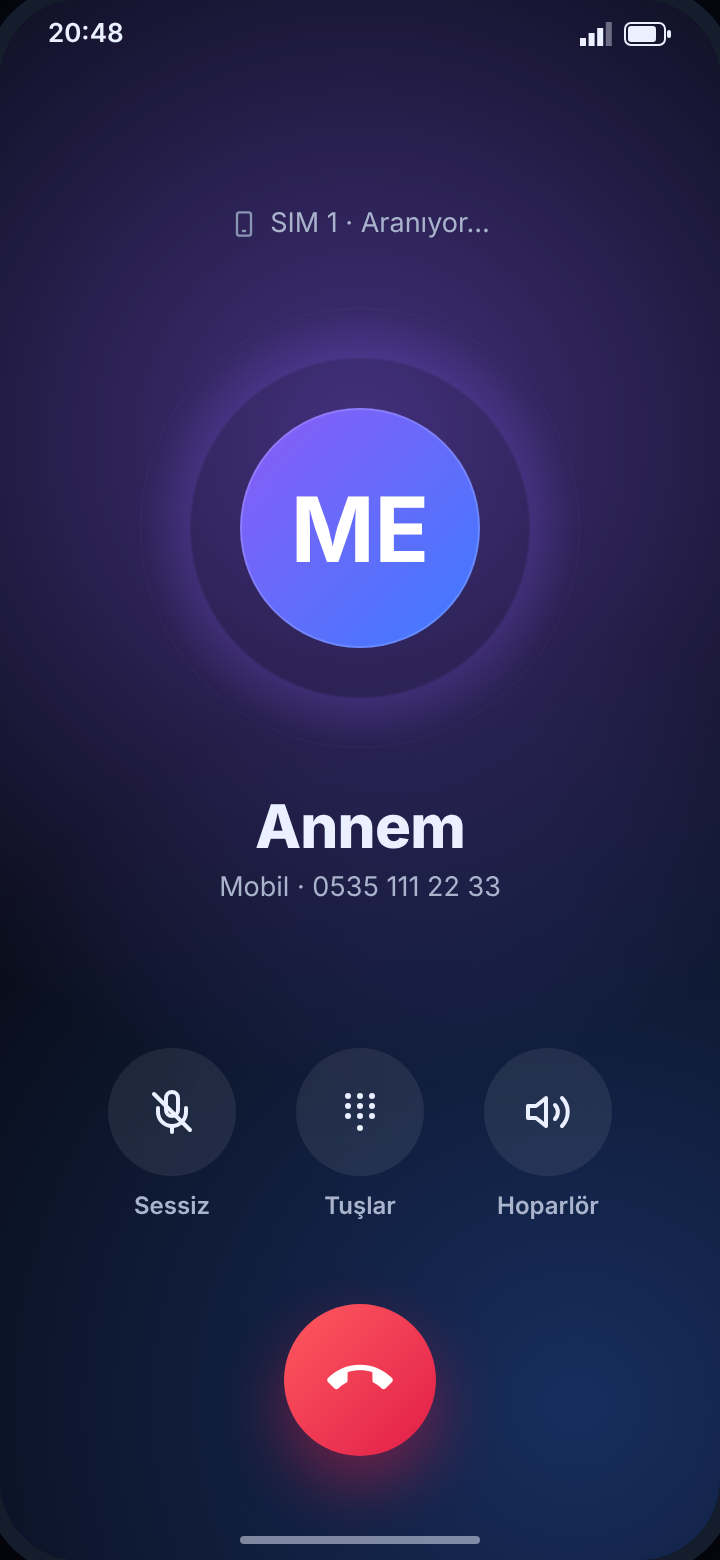 20:48
SIM 1 · Aranıyor...
ME
Annem
Mobil · 0535 111 22 33
Sessiz
Tuşlar
Hoparlör